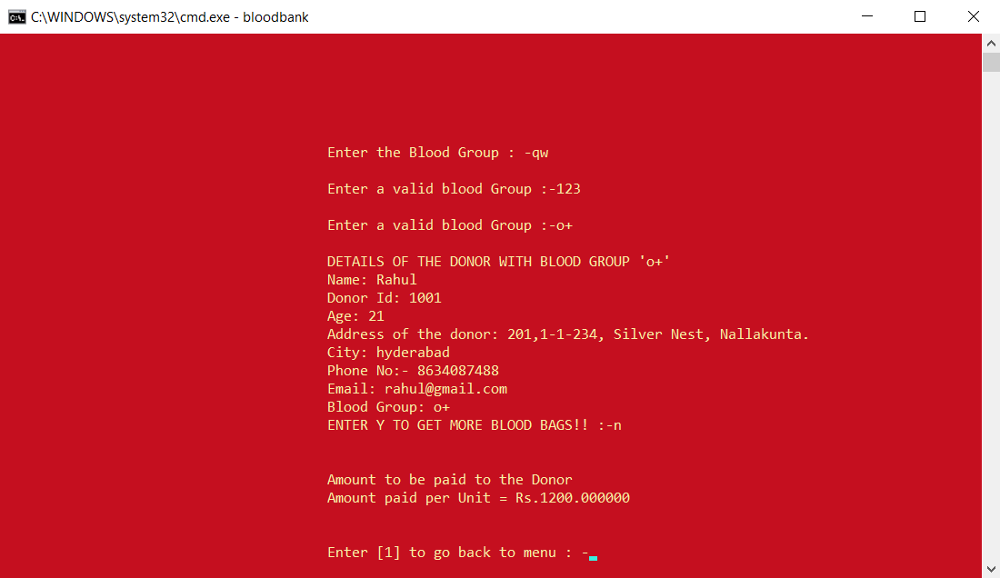 C:\WINDOWS\system32\cmd.exe - bloodbank
Enter the Blood Group : -qw
Enter a valid blood Group :-123
Enter a valid blood Group :-o+
DETAILS OF THE DONOR WITH BLOOD GROUP 'o+'
Name: Rahul
Donor Id: 1001
Age: 21
Address of the donor: 201,1-1-234, Silver Nest, Nallakunta.
City: hyderabad
Phone No:- 8634087488
Email: rahul@gmail.com
Blood Group: o+
ENTER Y TO GET MORE BLOOD BAGS!! :-n
Amount to be paid to the Donor
Amount paid per Unit = Rs.1200.000000
Enter [1] to go back to menu : -